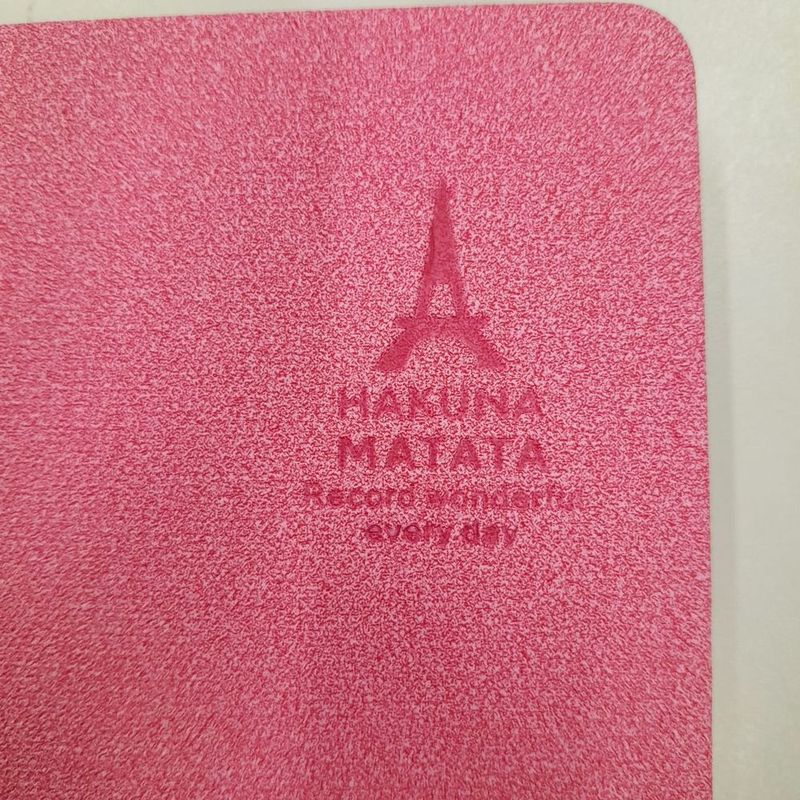 HAKUNA
MATATA
Record wonderful
every day